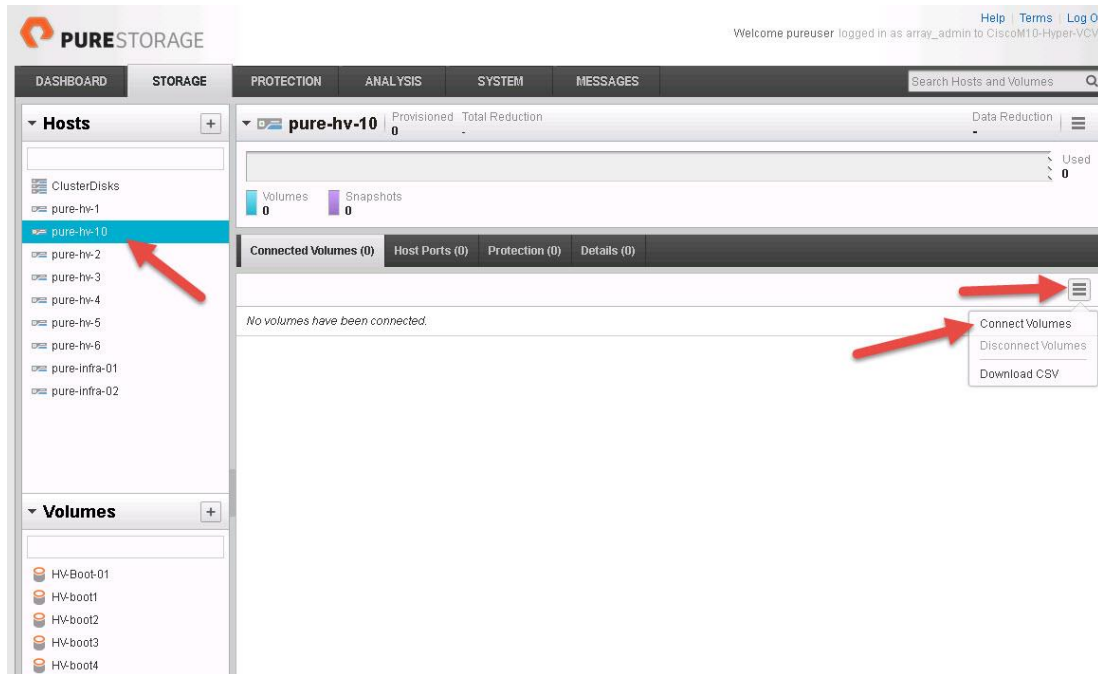 Help Terms Log O
PURESTORAGE
Welcome pureuser logged in as array_admin to CiscoM10-Hyper-VCV
DASHBOARD STORAGE PROTECTION ANALYSIS SYSTEM MESSAGES Search Hosts and Volumes
Hosts +
pure-hv-10 Provisioned 0 Total Reduction - Data Reduction -
Used
0
ClusterDisks
pure-hv-1
pure-hv-10
pure-hv-2
pure-hv-3
pure-hv-4
pure-hv-5
pure-hv-6
pure-infra-01
pure-infra-02
Volumes Snapshots
0 0
Connected Volumes (0) Host Ports (0) Protection (0) Details (0)
No volumes have been connected.
Connect Volumes
Disconnect Volumes
Download CSV
Volumes +
HV-Boot-01
HV-boot1
HV-boot2
HV-boot3
HV-boot4